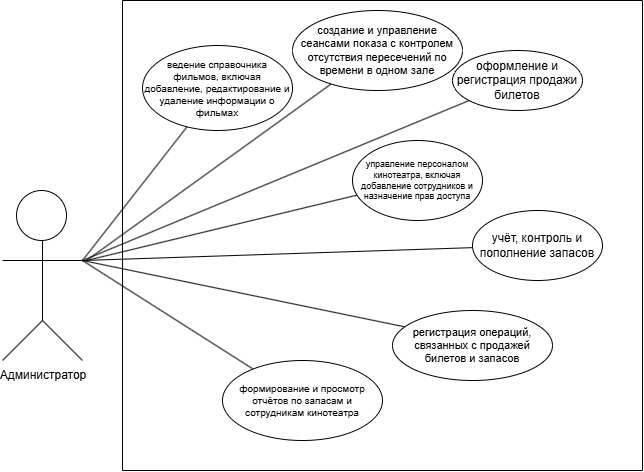 создание и управление
сеансами показа с контролем
отсутствия пересечений по
времени в одном зале
ведение справочника
фильмов, включая
добавление, редактирование и
удаление информации о
фильмах
оформление и
регистрация продажи
билетов
управление персоналом
кинотеатра, включая
добавление сотрудников и
назначение прав доступа
учёт, контроль и
пополнение запасов
регистрация операций,
связанных с продажей
билетов и запасов
Администратор
формирование и просмотр
отчётов по запасам и
сотрудникам кинотеатра